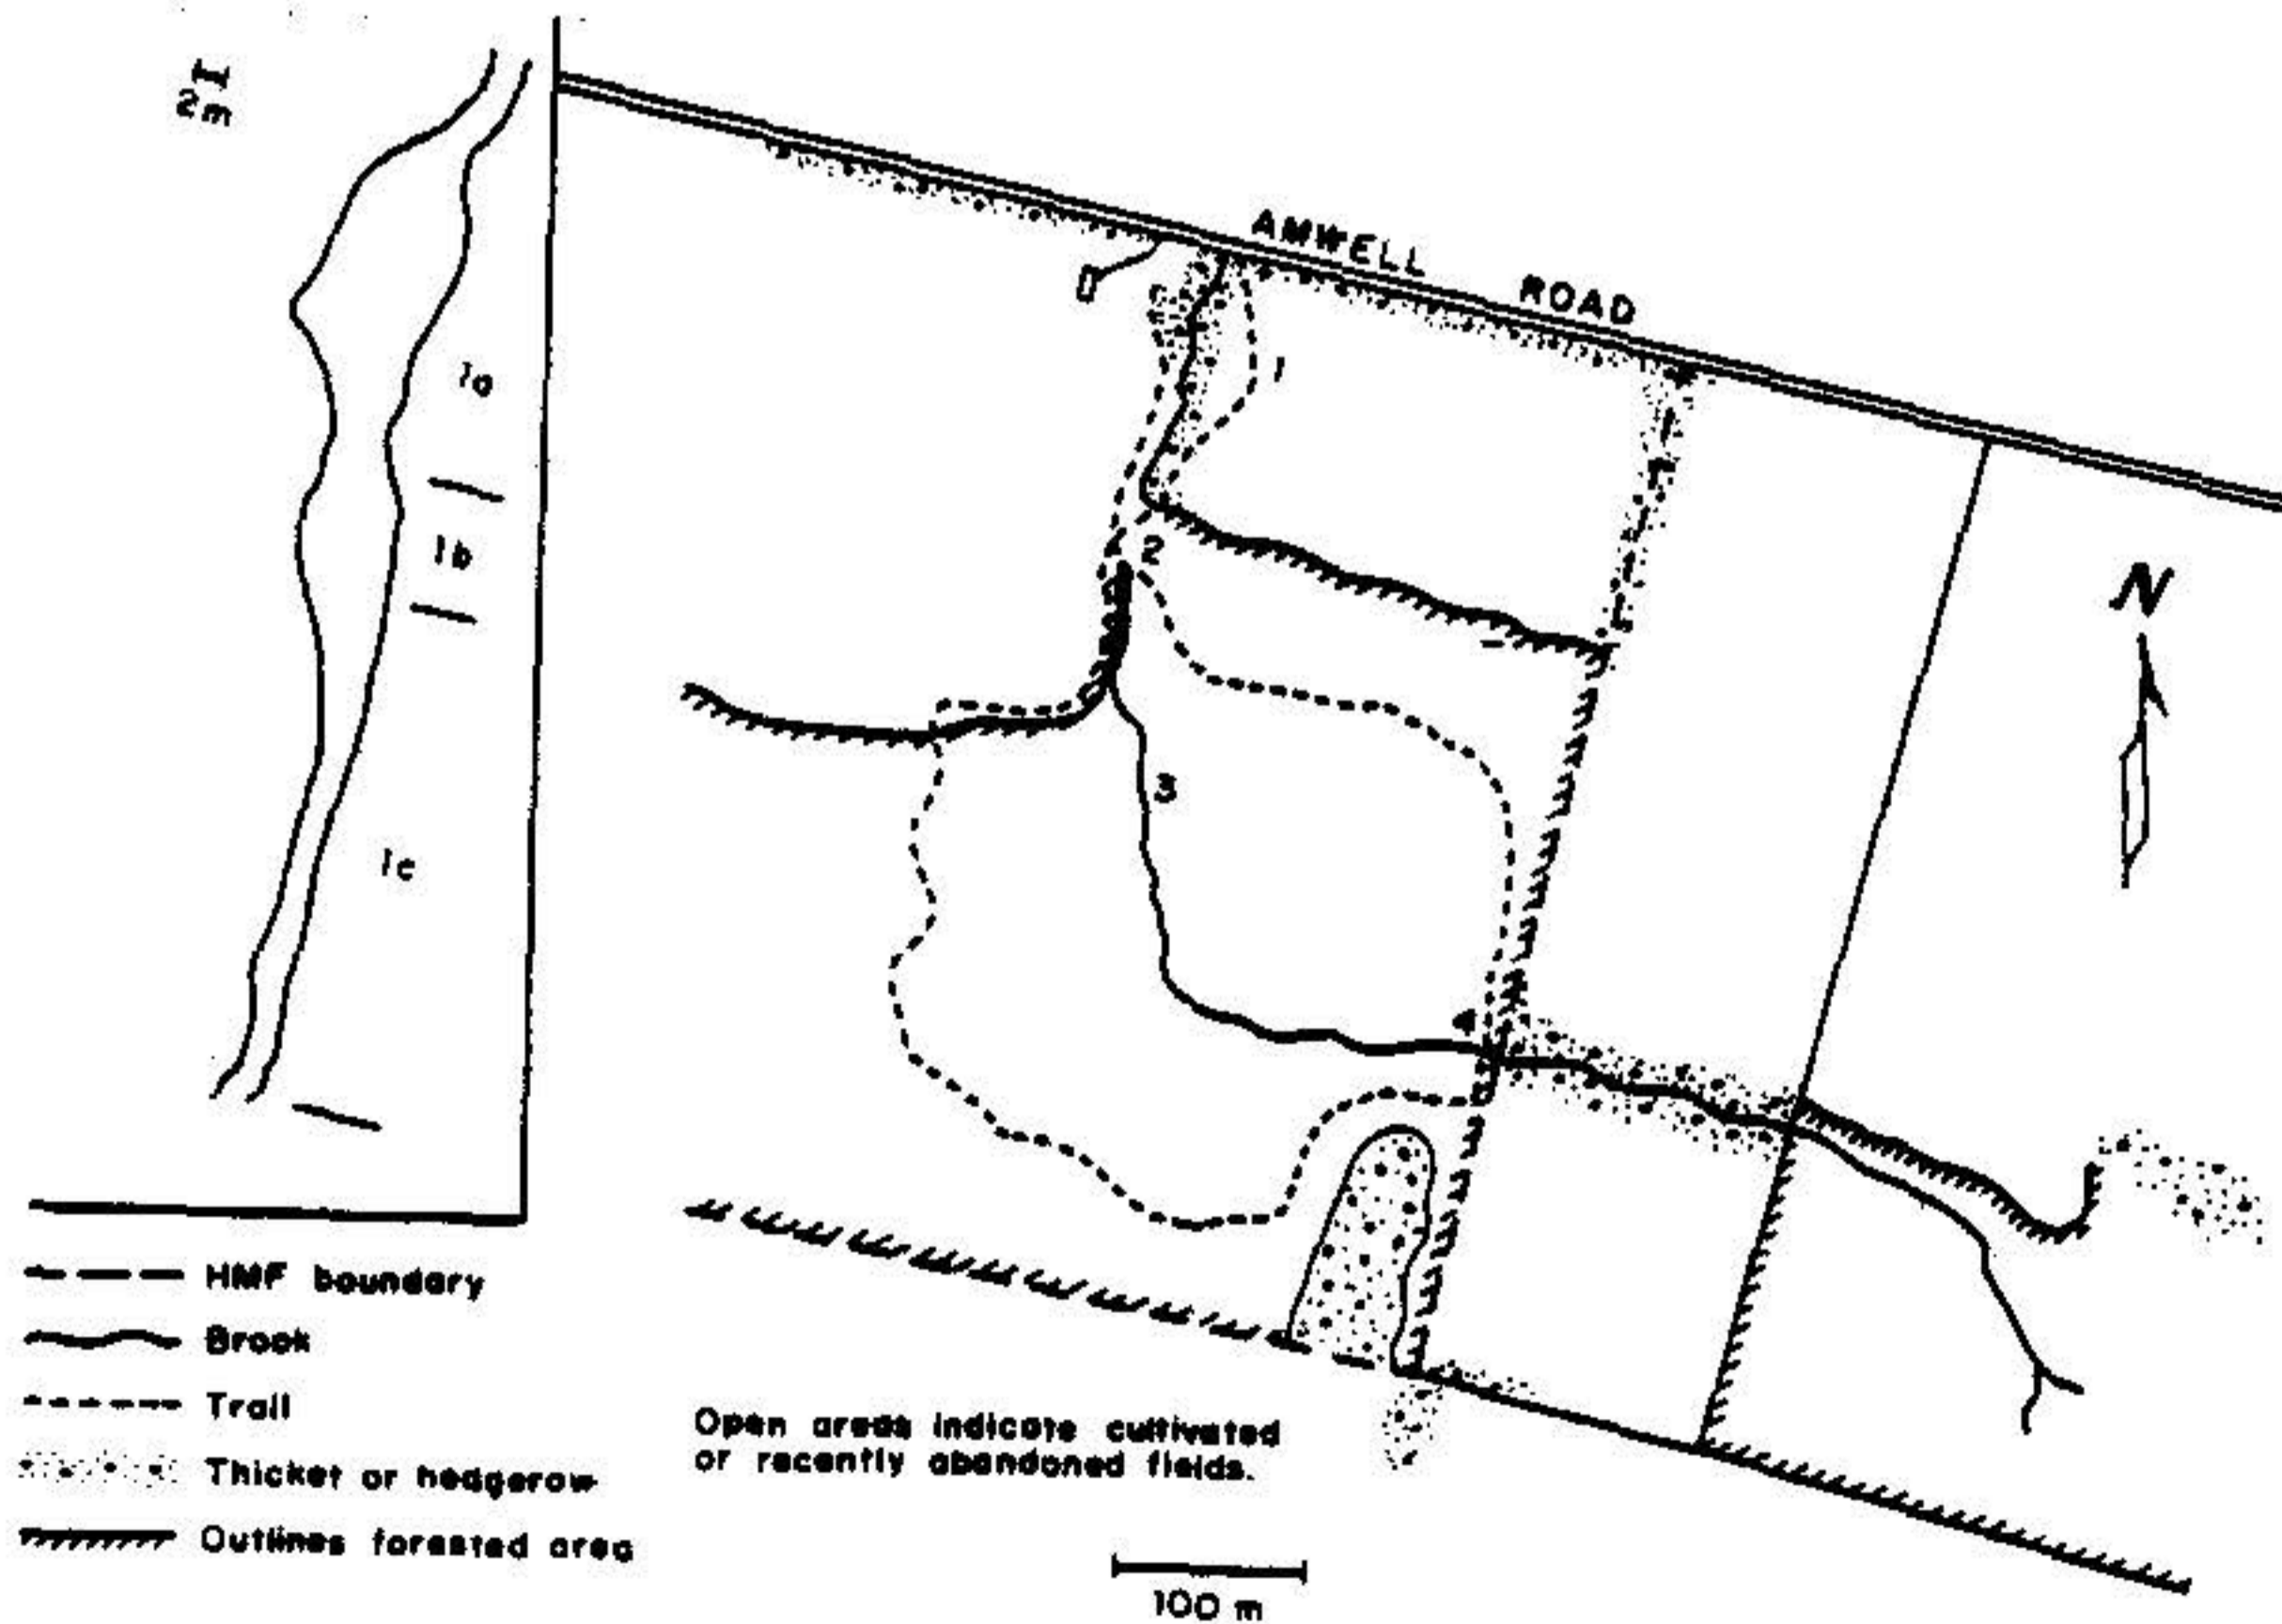 2m
1a
1b
1c
AMWELL ROAD
1
2
3
4
N
HMF boundary
Brook
Trail
Thicket or hedgerow
Outlines forested area
Open areas indicate cultivated
or recently abandoned fields.
100 m